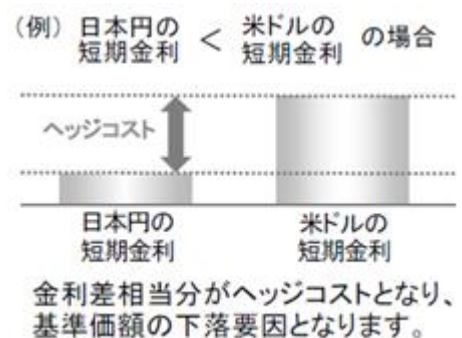 （例） 日本円の 短期金利 ＜ 米ドルの 短期金利 の場合
ヘッジコスト
日本円の 短期金利
米ドルの 短期金利
金利差相当分がヘッジコストとなり、
基準価額の下落要因となります。